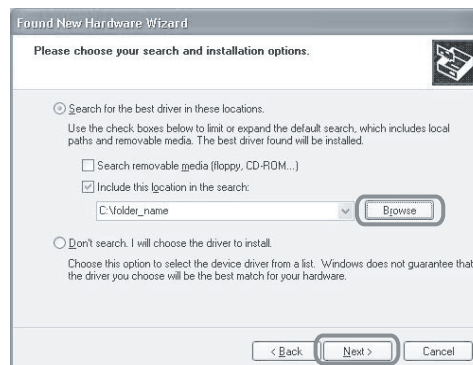 Found New Hardware Wizard
Please choose your search and installation options.
Search for the best driver in these locations.
Use the check boxes below to limit or expand the default search, which includes local
paths and removable media. The best driver found will be installed.
Search removable media (floppy, CD-ROM...)
Include this location in the search:
C:\folder_name
Browse
Don't search. I will choose the driver to install.
Choose this option to select the device driver from a list. Windows does not guarantee that
the driver you choose will be the best match for your hardware.
< Back
Next >
Cancel